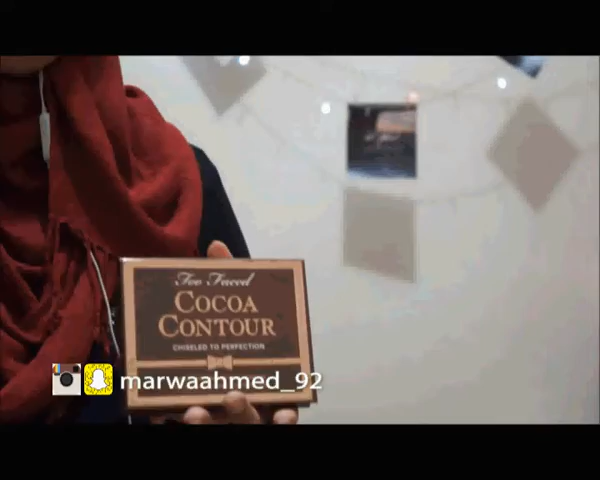 Too Faced
COCOA
CONTOUR
CHISELED TO PERFECTION
marwaahmed_92